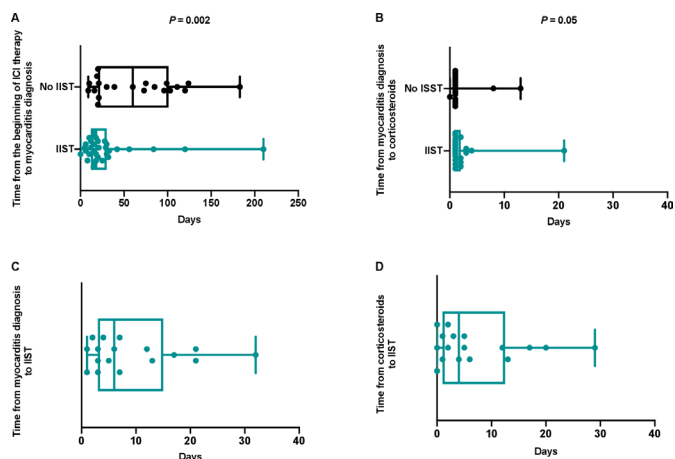 A
P = 0.002
Time from the beginning of ICI therapy
to myocarditis diagnosis
No IIST
IIST
0 50 100 150 200 250
Days
B
P = 0.05
Time from myocarditis diagnosis
to corticosteroids
No ISST
IIST
0 10 20 30 40
Days
C
Time from myocarditis diagnosis
to IIST
0 10 20 30 40
Days
D
Time from corticosteroids
to IIST
0 10 20 30 40
Days